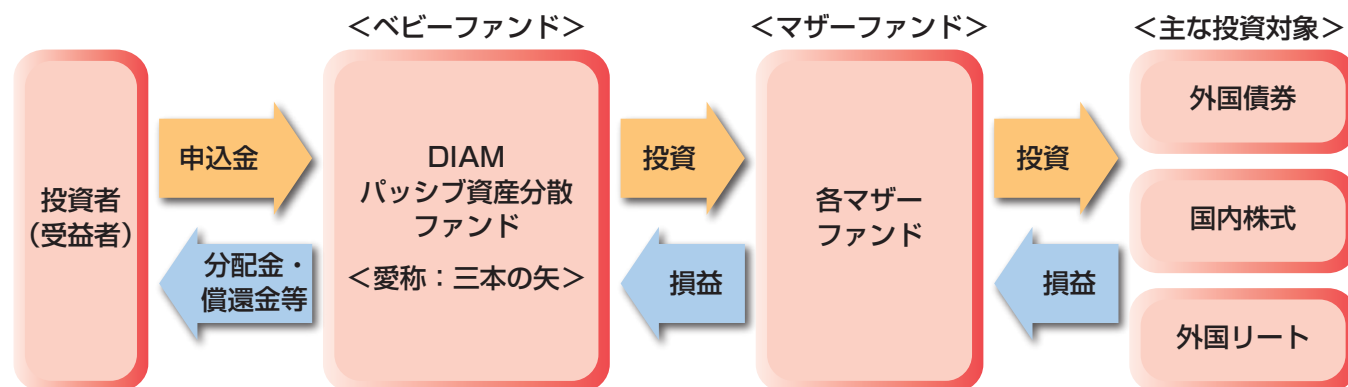 ＜ベビーファンド＞
＜マザーファンド＞
＜主な投資対象＞
投資者
（受益者）
申込金
分配金・
償還金等
DIAM
パッシブ資産分散
ファンド
＜愛称：三本の矢＞
投資
損益
各マザー
ファンド
投資
損益
外国債券
国内株式
外国リート